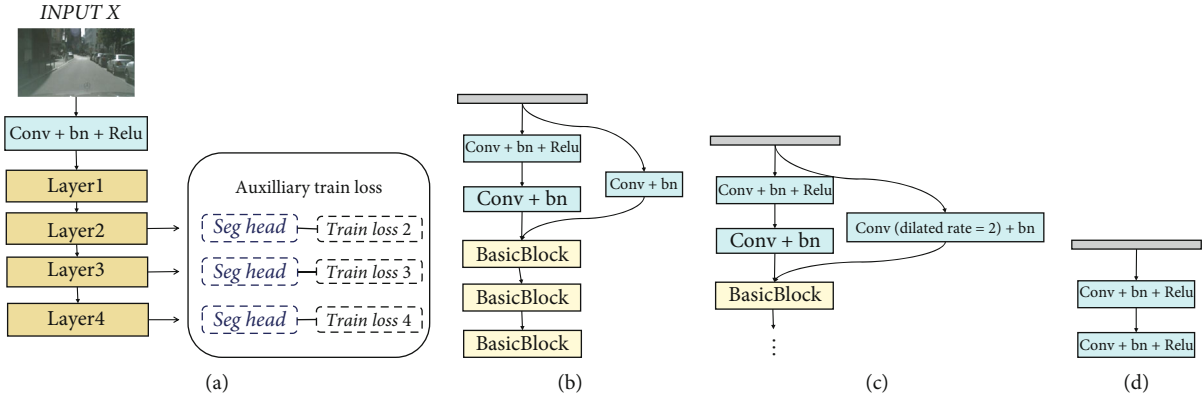 INPUT X
Conv + bn + Relu
Layer1
Layer2
Layer3
Layer4
Auxilliary train loss
Seg head
Train loss 2
Seg head
Train loss 3
Seg head
Train loss 4
(a)
Conv + bn + Relu
Conv + bn
Conv + bn
BasicBlock
BasicBlock
BasicBlock
(b)
Conv + bn + Relu
Conv + bn
Conv (dilated rate = 2) + bn
BasicBlock
⋮
(c)
Conv + bn + Relu
Conv + bn + Relu
(d)